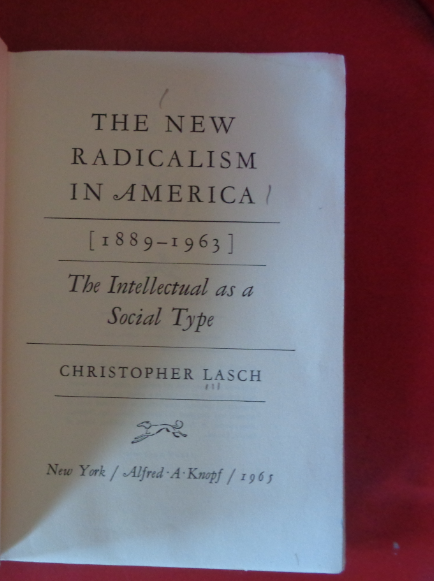 THE NEW
RADICALISM
IN AMERICA
[1889–1963]
The Intellectual as a
Social Type
CHRISTOPHER LASCH
New York / Alfred · A · Knopf / 1965